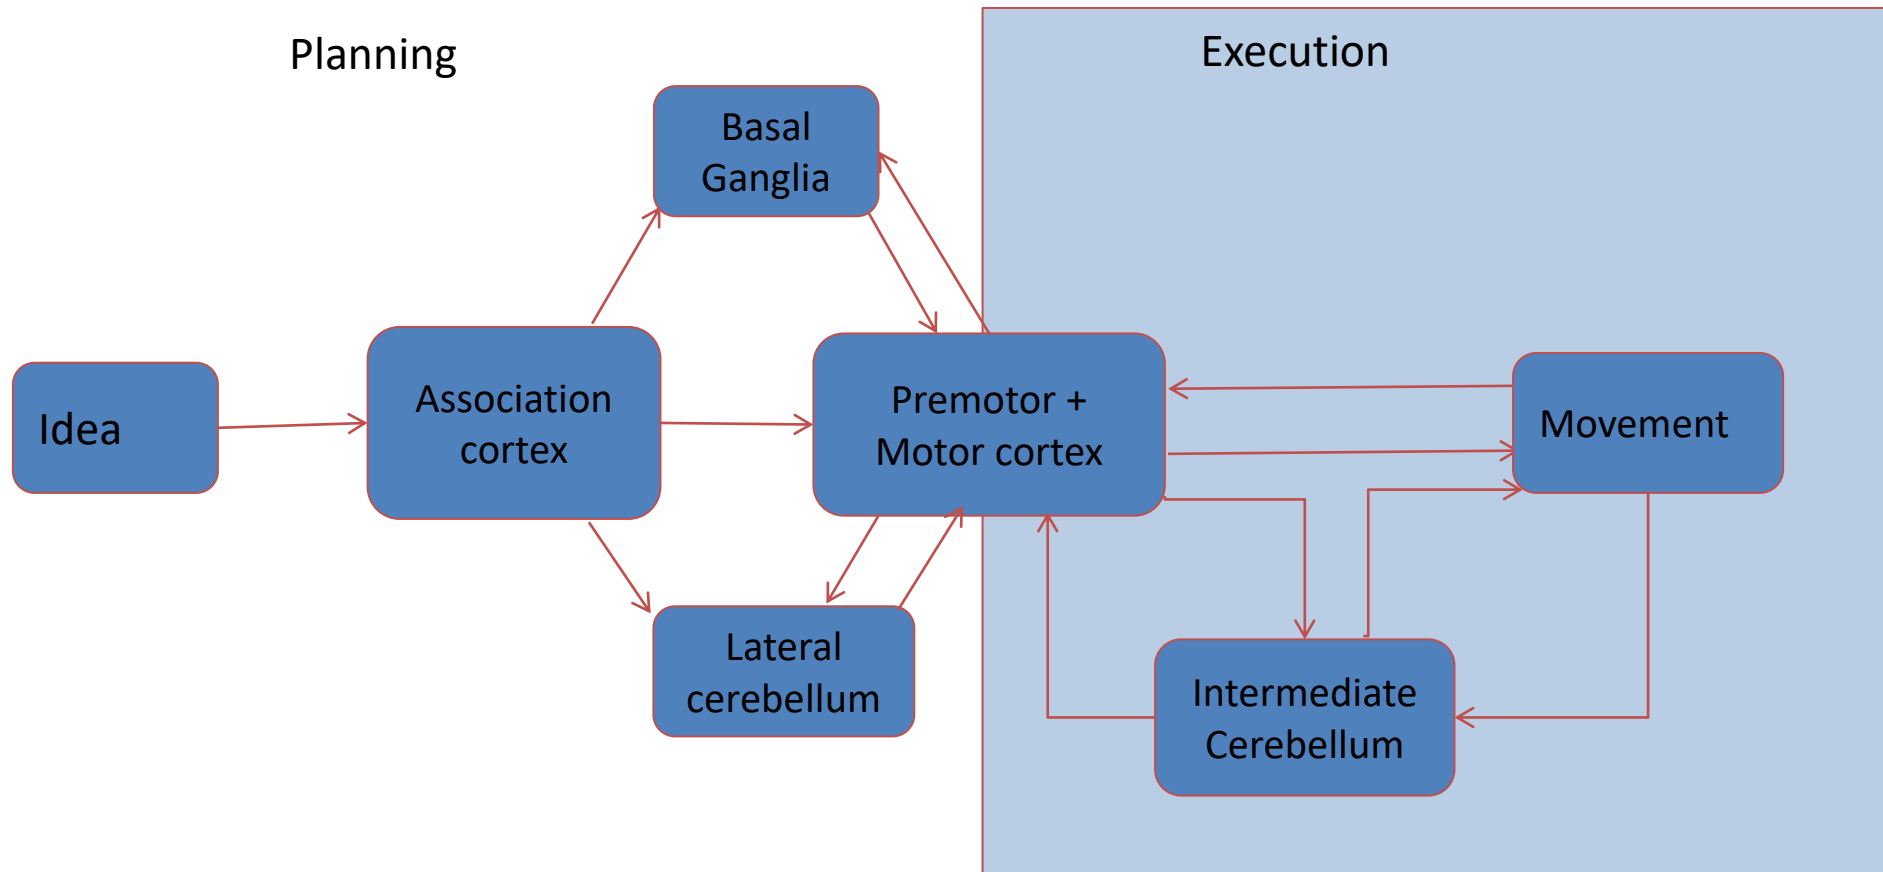 Planning
Execution
Basal
Ganglia
Idea
Association
cortex
Premotor +
Motor cortex
Movement
Lateral
cerebellum
Intermediate
Cerebellum